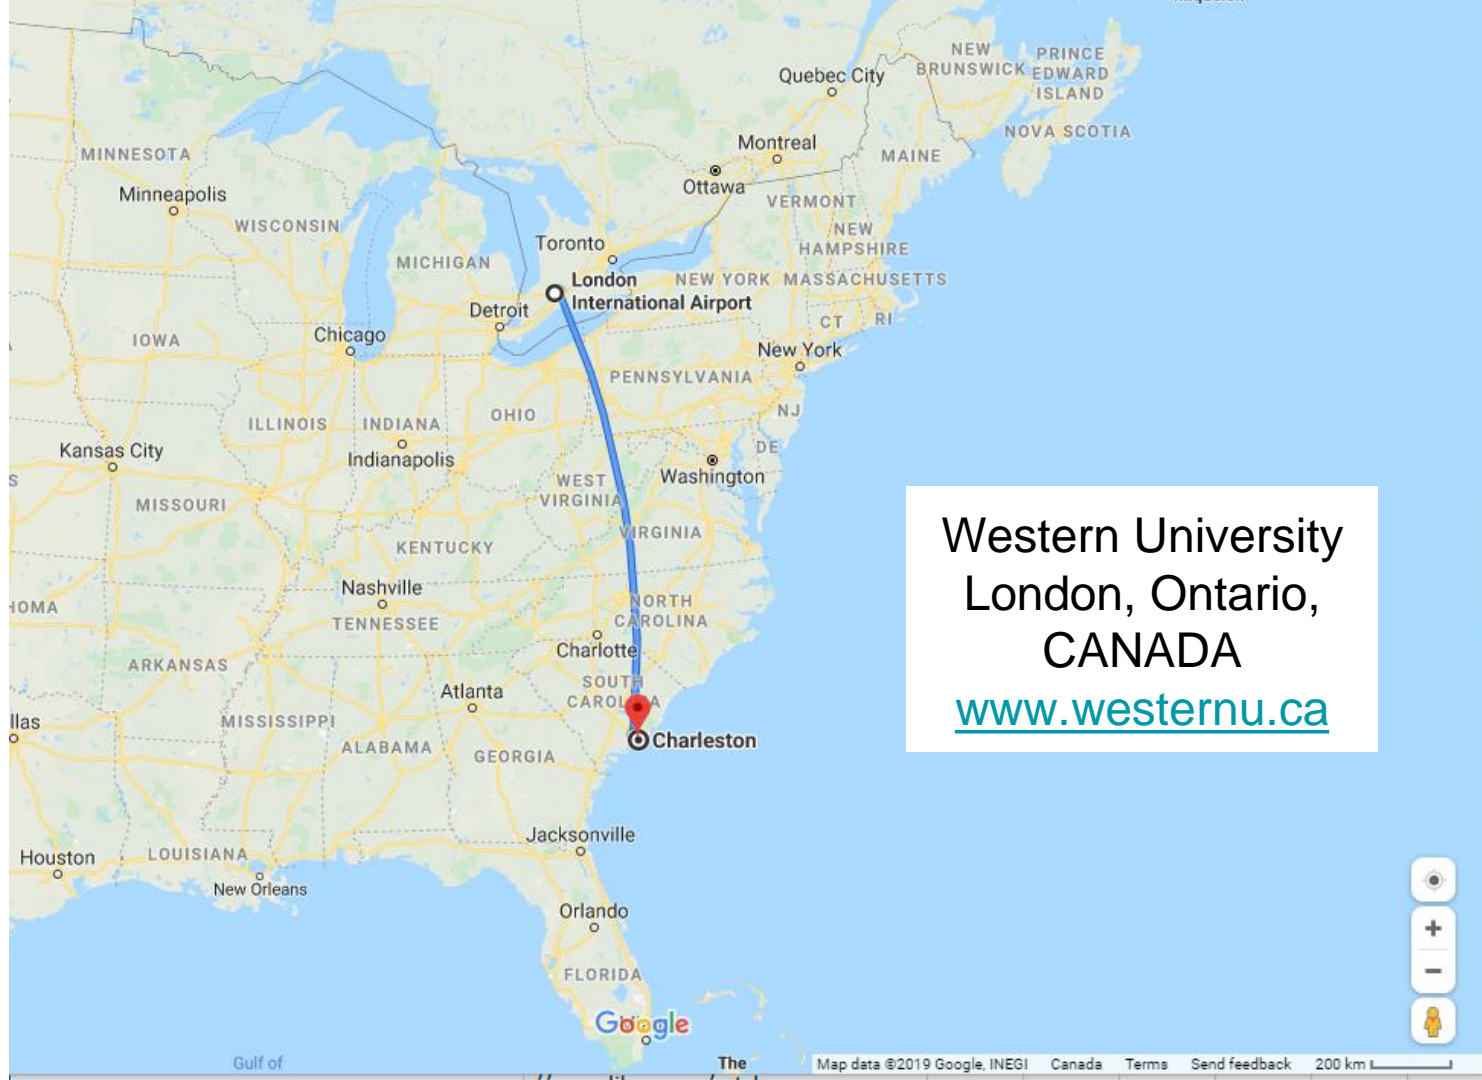 NEW
BRUNSWICK
PRINCE
EDWARD
ISLAND
Quebec City
NOVA SCOTIA
Montreal
MAINE
MINNESOTA
Ottawa
Minneapolis
VERMONT
WISCONSIN
NEW
HAMPSHIRE
Toronto
MICHIGAN
London
International Airport
NEW YORK
MASSACHUSETTS
Detroit
CT
RI
Chicago
IOWA
New York
PENNSYLVANIA
NJ
OHIO
ILLINOIS
INDIANA
DE
Kansas City
Indianapolis
Washington
WEST
VIRGINIA
S
MISSOURI
VIRGINIA
KENTUCKY
Western University
London, Ontario,
CANADA
www.westernu.ca
Nashville
NORTH
CAROLINA
HOMA
TENNESSEE
Charlotte
ARKANSAS
SOUTH
CAROLINA
Atlanta
llas
MISSISSIPPI
ALABAMA
GEORGIA
Charleston
Jacksonville
Houston
LOUISIANA
New Orleans
Orlando
FLORIDA
Google
Gulf of
The
Map data ©2019 Google, INEGI Canada Terms Send feedback 200 km